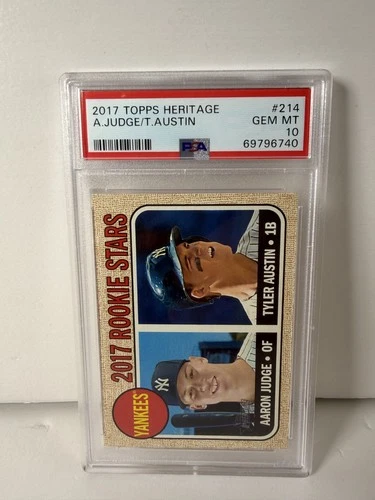 2017 TOPPS HERITAGE #214
A.JUDGE/T.AUSTIN GEM MT
10
PSA 69796740
2017 ROOKIE STARS
YANKEES
TYLER AUSTIN • 1B
AARON JUDGE • OF